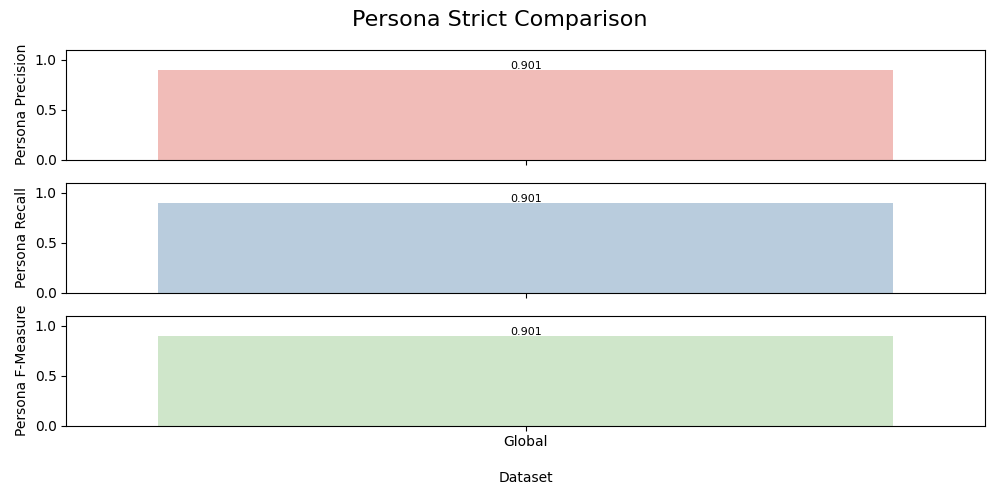 Persona Strict Comparison
Persona Precision
1.0
0.5
0.0
0.901
Persona Recall
1.0
0.5
0.0
0.901
Persona F-Measure
1.0
0.5
0.0
0.901
Global
Dataset